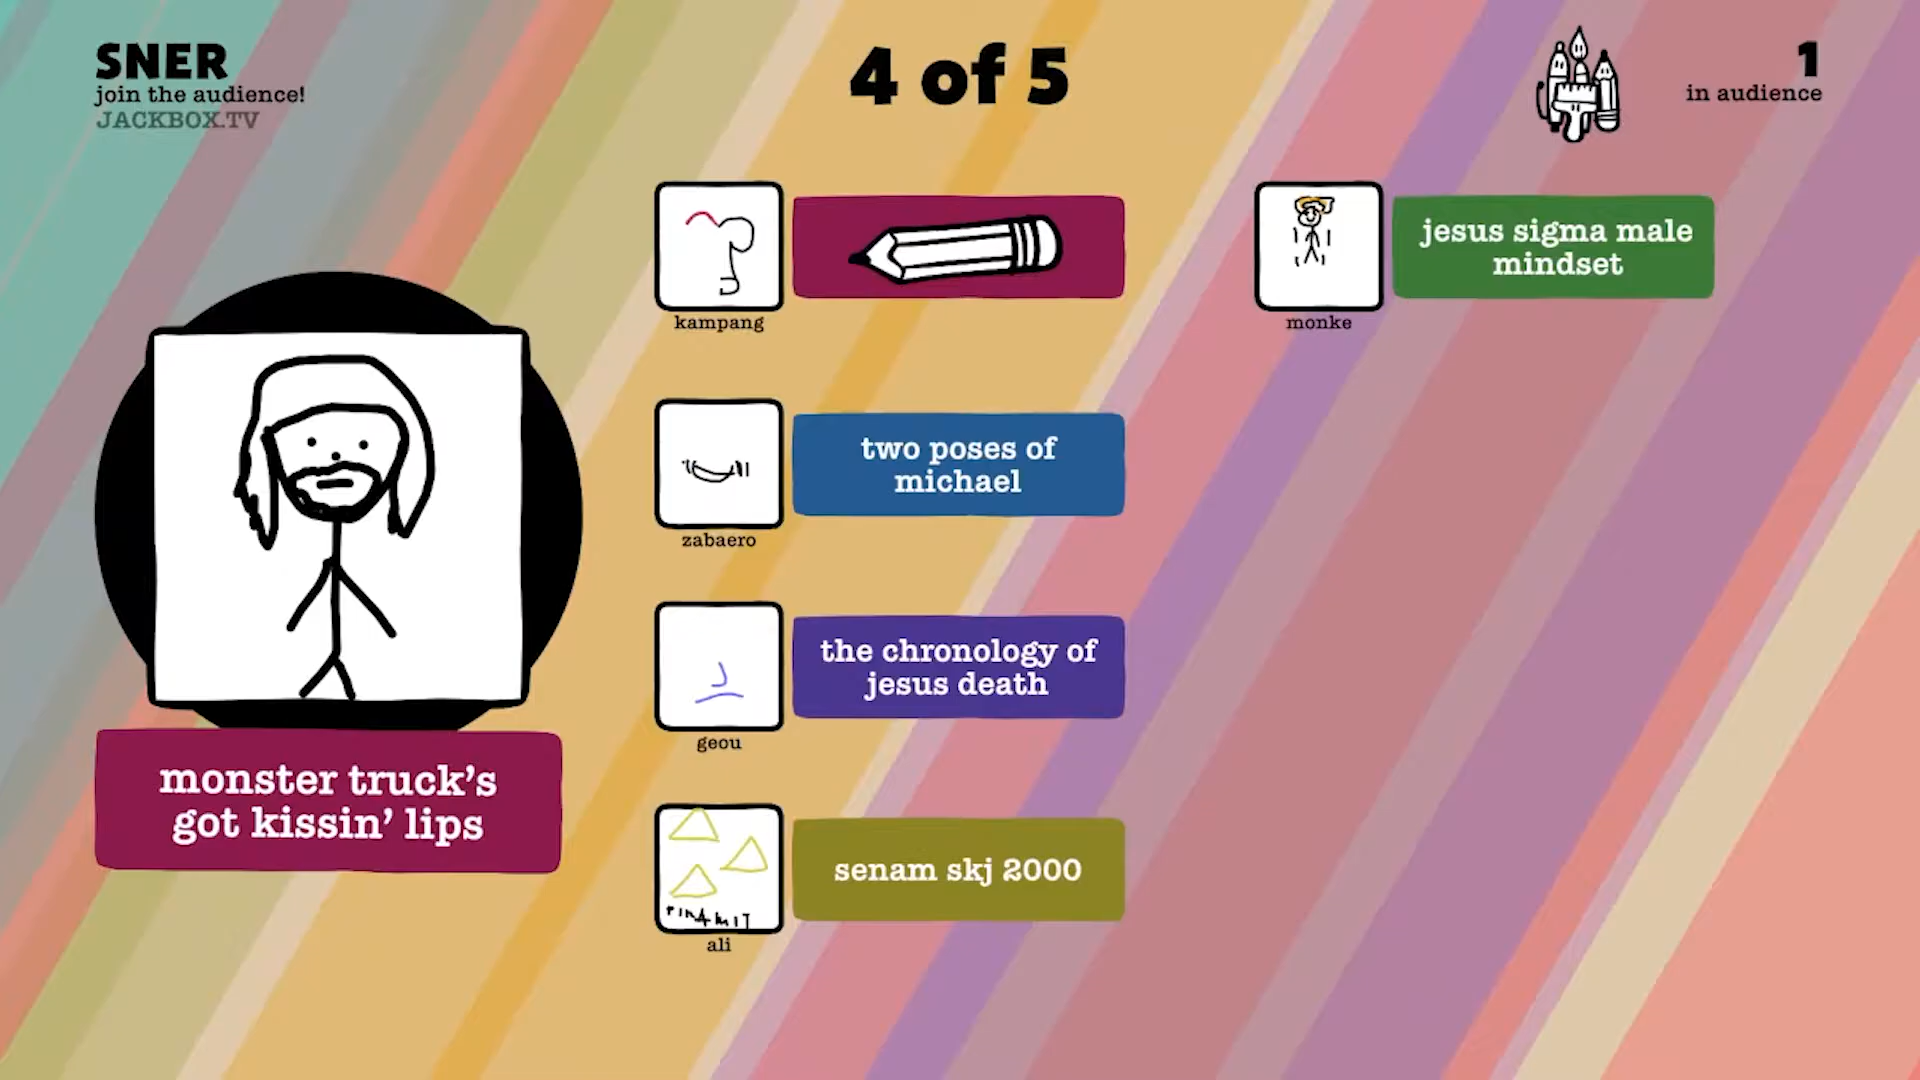 SNER
join the audience!
JACKBOX.TV
4 of 5
1
in audience
monster truck's
got kissin' lips
kampang
zabaero
two poses of
michael
geou
the chronology of
jesus death
ali
senam skj 2000
monke
jesus sigma male
mindset